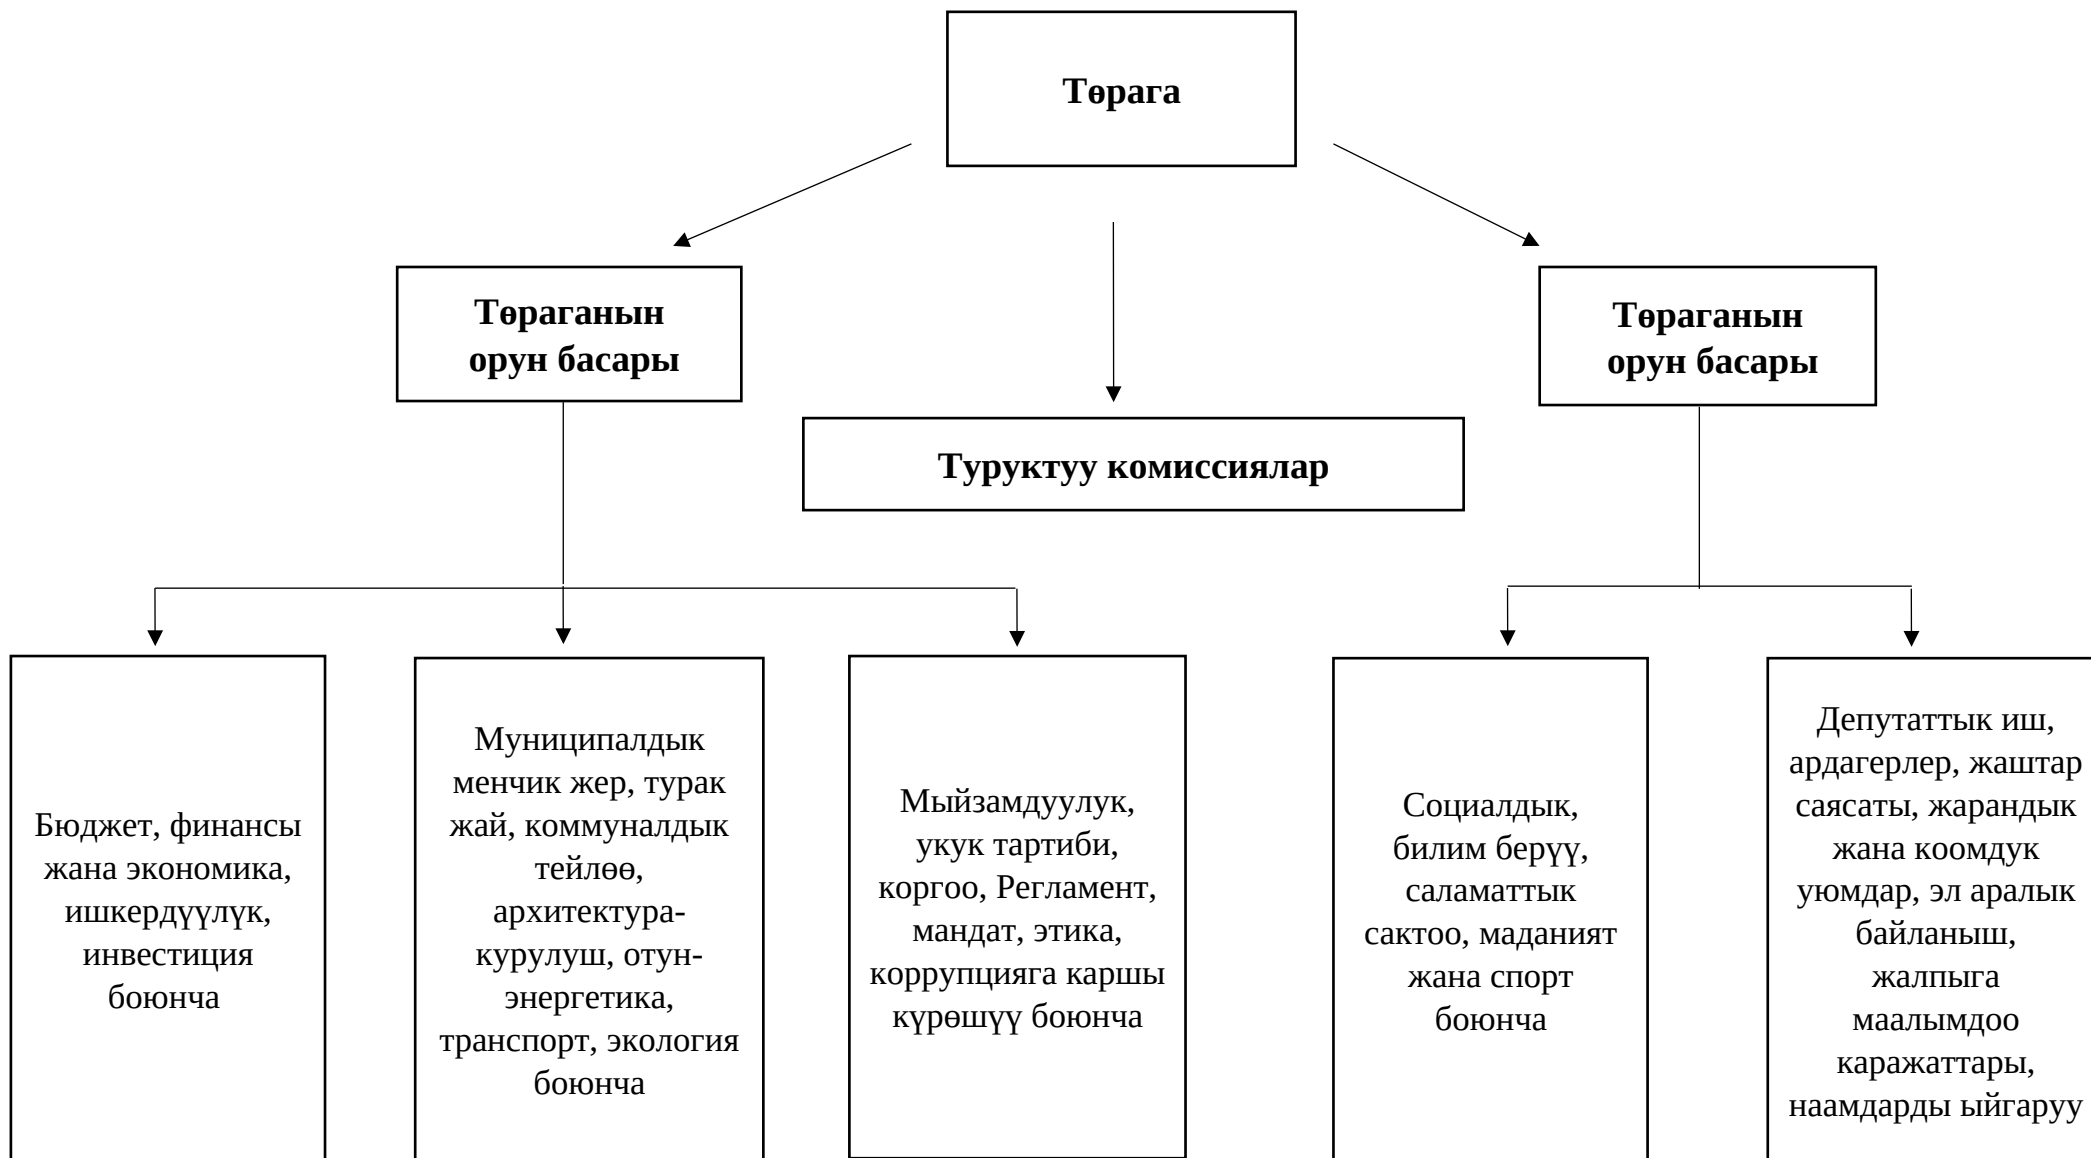 Төрага
Төраганын
орун басары
Төраганын
орун басары
Туруктуу комиссиялар
Бюджет, финансы
жана экономика,
ишкердүүлүк,
инвестиция
боюнча
Муниципалдык
менчик жер, турак
жай, коммуналдык
тейлөө,
архитектура-
курулуш, отун-
энергетика,
транспорт, экология
боюнча
Мыйзамдуулук,
укук тартиби,
коргоо, Регламент,
мандат, этика,
коррупцияга каршы
күрөшүү боюнча
Социалдык,
билим берүү,
саламаттык
сактоо, маданият
жана спорт
боюнча
Депутаттык иш,
ардагерлер, жаштар
саясаты, жарандык
жана коомдук
уюмдар, эл аралык
байланыш,
жалпыга
маалымдоо
каражаттары,
наамдарды ыйгаруу